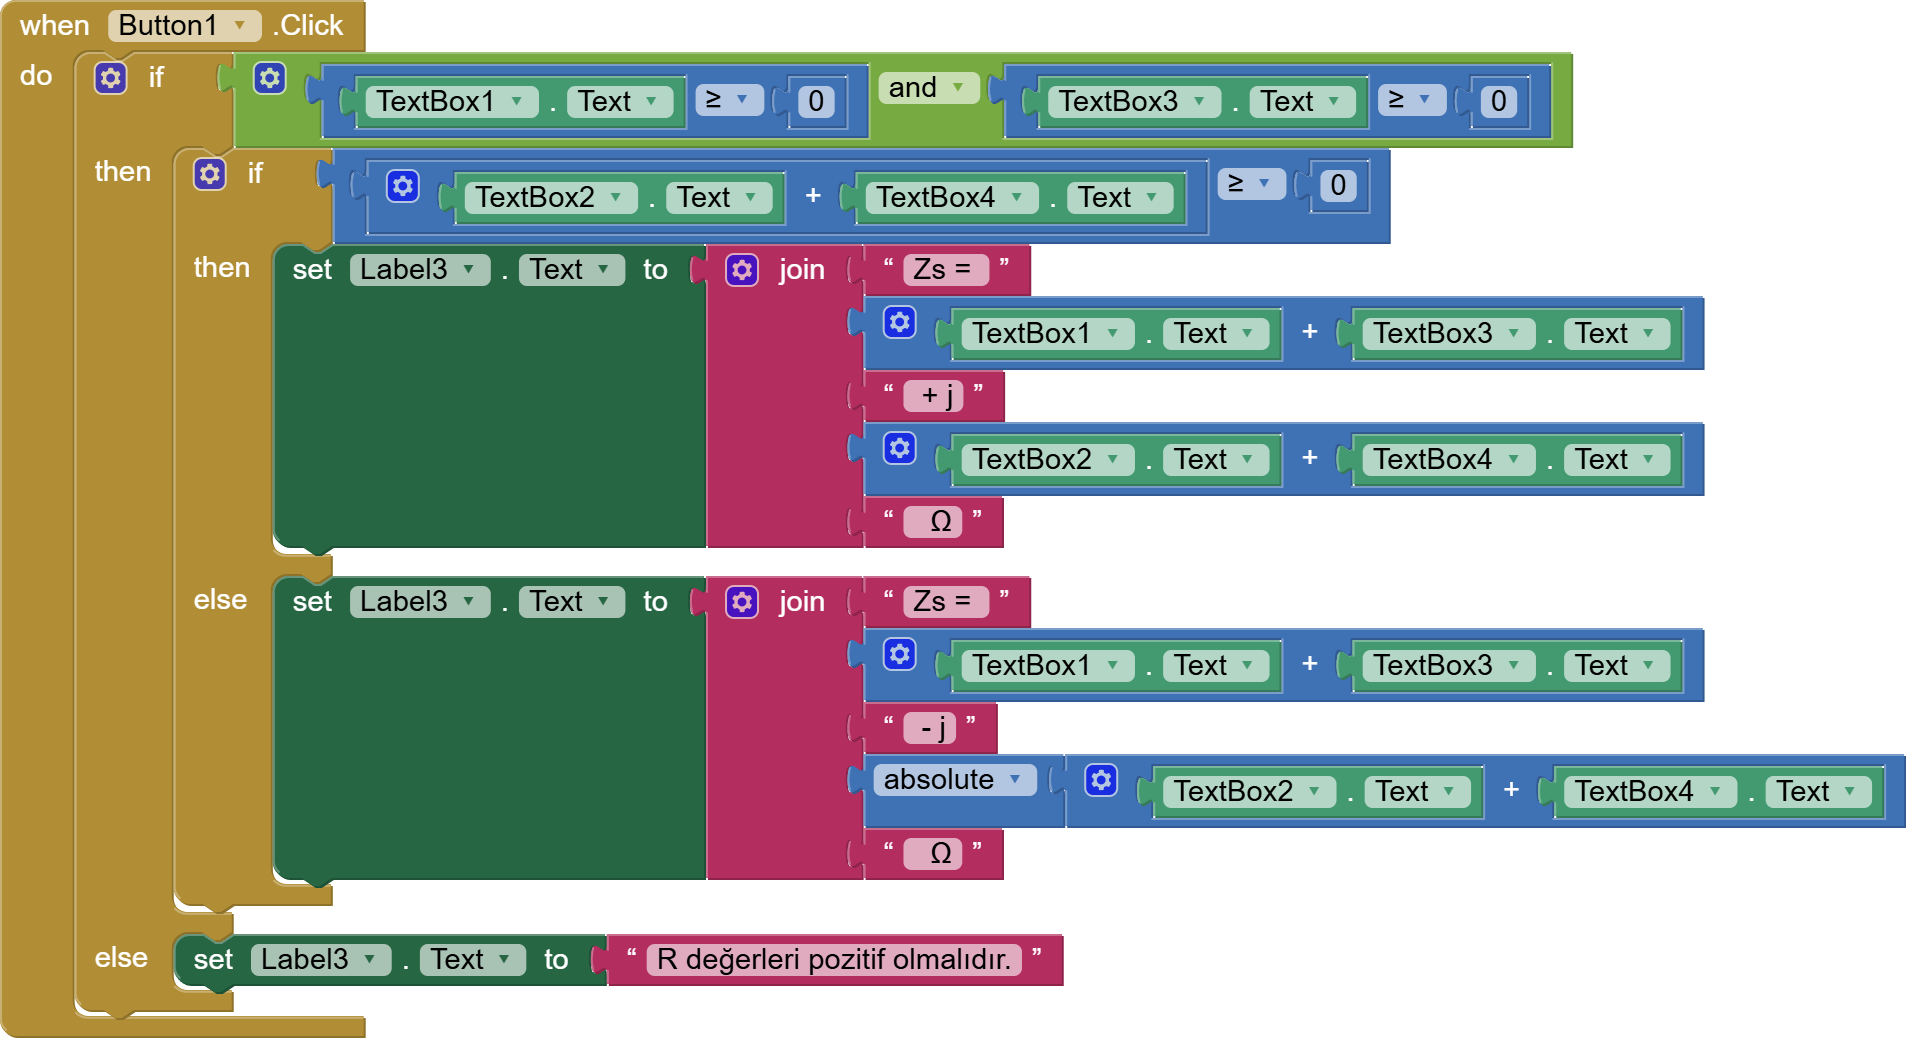 when Button1 .Click
do if TextBox1 . Text ≥ 0 and TextBox3 . Text ≥ 0
then if TextBox2 . Text + TextBox4 . Text ≥ 0
then set Label3 . Text to join “ Zs = ”
TextBox1 . Text + TextBox3 . Text
“ + j ”
TextBox2 . Text + TextBox4 . Text
“ Ω ”
else set Label3 . Text to join “ Zs = ”
TextBox1 . Text + TextBox3 . Text
“ - j ”
absolute TextBox2 . Text + TextBox4 . Text
“ Ω ”
else set Label3 . Text to “ R değerleri pozitif olmalıdır. ”